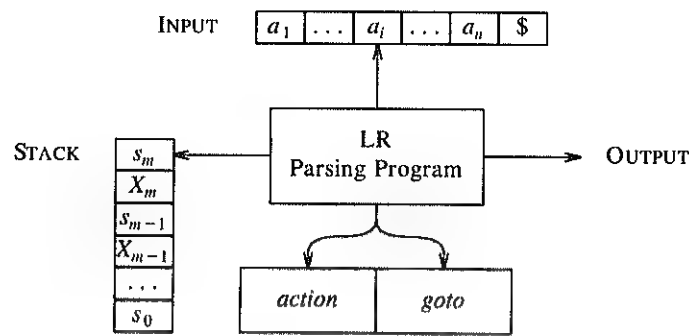 INPUT a₁ ... aᵢ ... aₙ $
LR
Parsing Program
STACK
OUTPUT
sₘ
Xₘ
sₘ₋₁
Xₘ₋₁
...
s₀
action goto